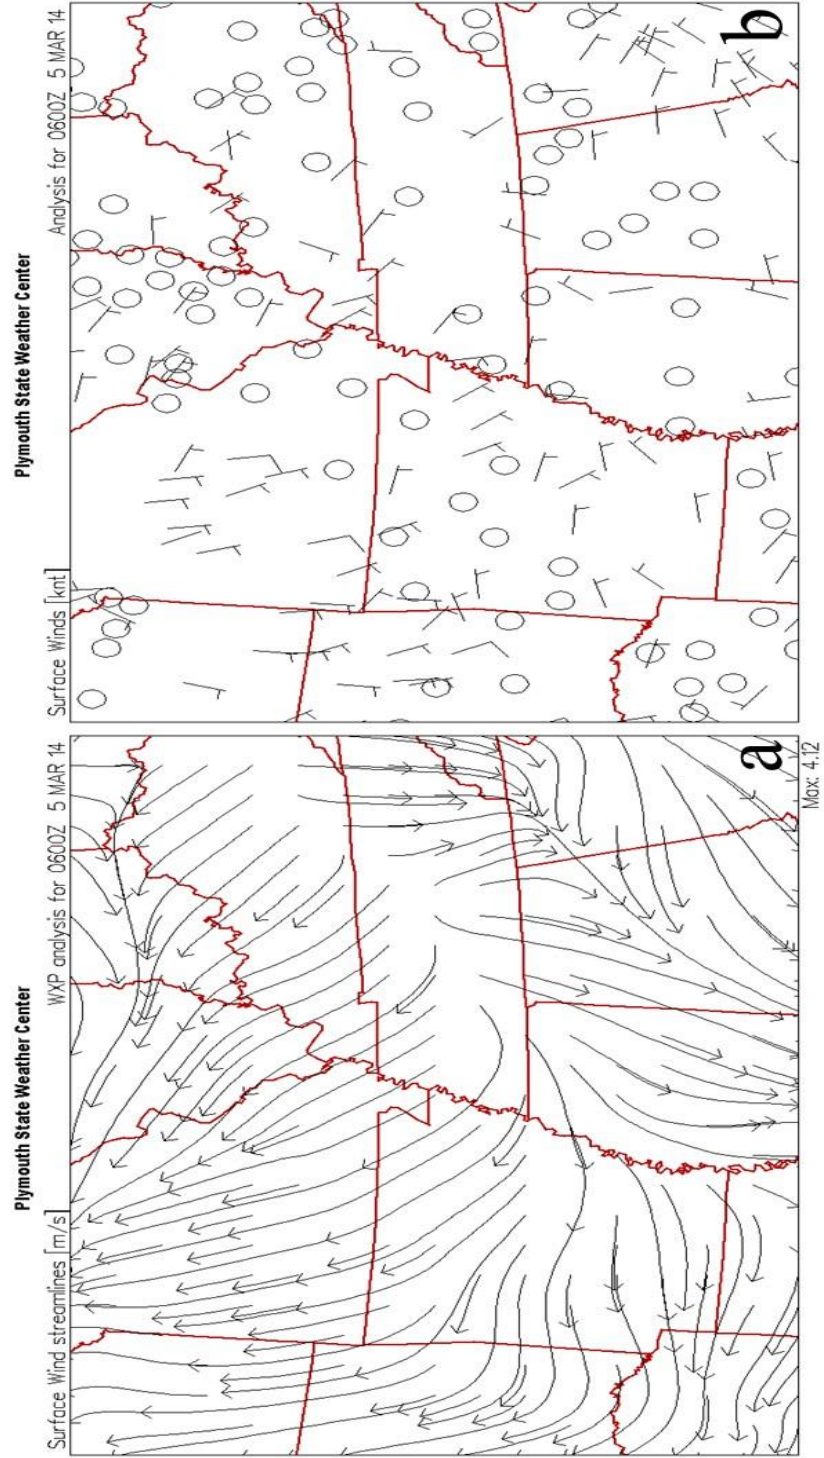 Plymouth State Weather Center
Surface Wind streamlines [m/s]
WXP analysis for 0600Z 5 MAR 14
a
Max: 4.12
Plymouth State Weather Center
Surface Winds [knt]
Analysis for 0600Z 5 MAR 14
b